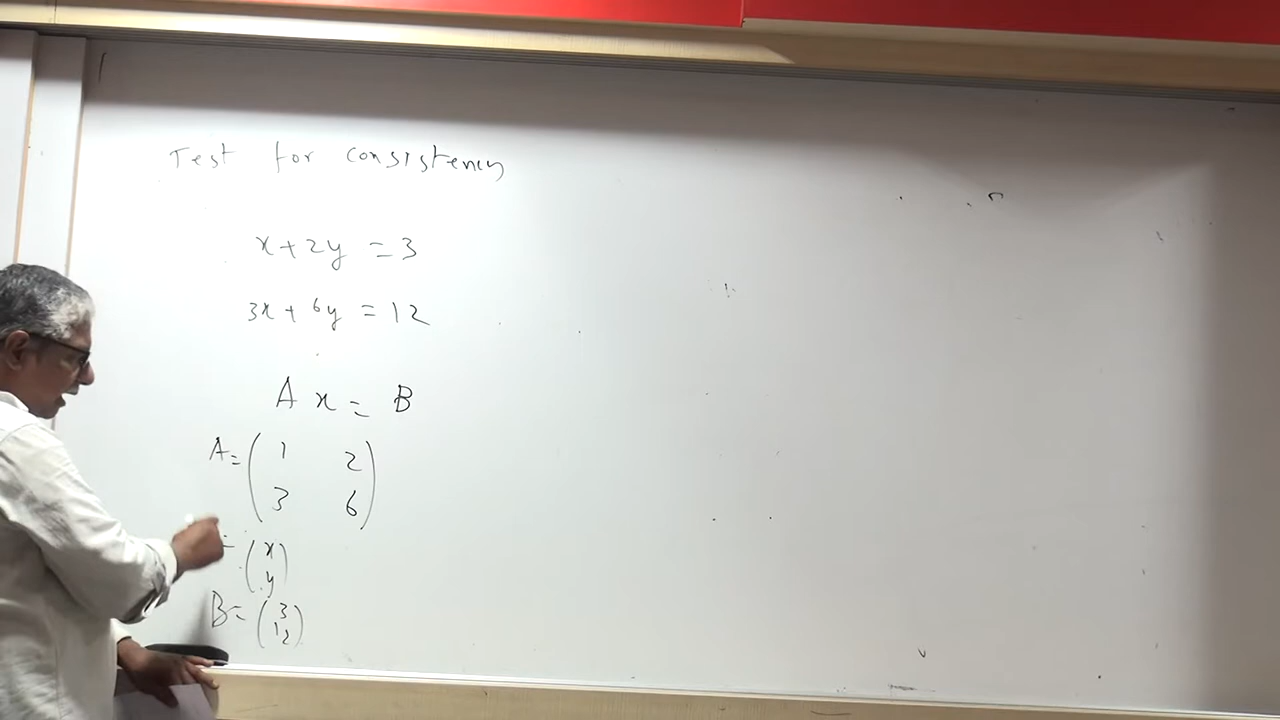 Test for consistency
x + 2y = 3
3x + 6y = 12
A x = B
A = ( 1 2
3 6 )
= ( x
y )
B = ( 3
12 )